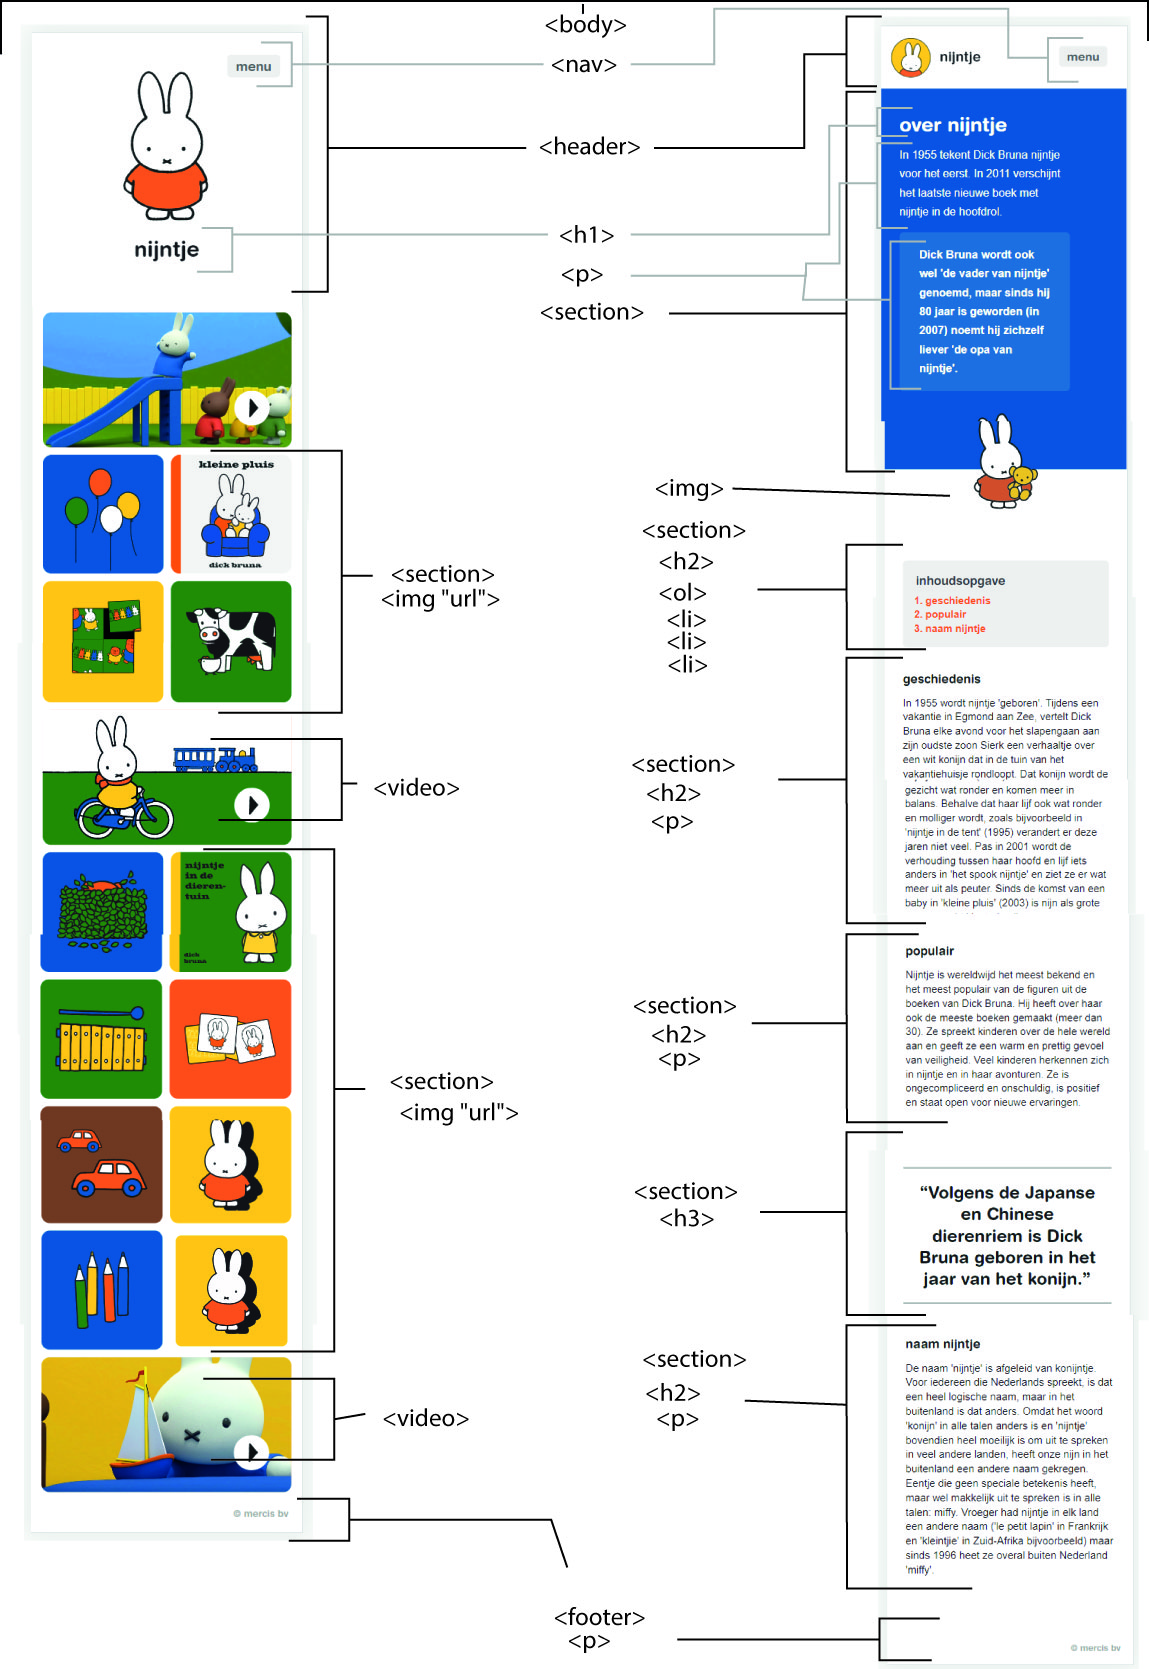 <body>
<nav>
<header>
<h1>
<p>
<section>
<img>
<section>
<h2>
<ol>
<li>
<li>
<li>
<section>
<h2>
<p>
<section>
<h2>
<p>
<section>
<h3>
<section>
<h2>
<p>
<footer>
<p>
menu
nijntje
kleine pluis
dick bruna
<section>
<img "url">
<video>
nijntje
in de
dieren-
tuin
dick
bruna
<section>
<img "url">
<video>
© mercis bv
nijntje
menu
over nijntje
In 1955 tekent Dick Bruna nijntje
voor het eerst. In 2011 verschijnt
het laatste nieuwe boek met
nijntje in de hoofdrol.
Dick Bruna wordt ook
wel 'de vader van nijntje'
genoemd, maar sinds hij
80 jaar is geworden (in
2007) noemt hij zichzelf
liever 'de opa van
nijntje'.
inhoudsopgave
1. geschiedenis
2. populair
3. naam nijntje
geschiedenis
In 1955 wordt nijntje 'geboren'. Tijdens een
vakantie in Egmond aan Zee, vertelt Dick
Bruna elke avond voor het slapengaan aan
zijn oudste zoon Sierk een verhaaltje over
een wit konijn dat in de tuin van het
vakantiehuisje rondloopt. Dat konijn wordt de
gezicht wat ronder en komen meer in
balans. Behalve dat haar lijf ook wat ronder
en molliger wordt, zoals bijvoorbeeld in
'nijntje in de tent' (1995) verandert er deze
jaren niet veel. Pas in 2001 wordt de
verhouding tussen haar hoofd en lijf iets
anders in 'het spook nijntje' en ziet ze er wat
meer uit als peuter. Sinds de komst van een
baby in 'kleine pluis' (2003) is nijn als grote
populair
Nijntje is wereldwijd het meest bekend en
het meest populair van de figuren uit de
boeken van Dick Bruna. Hij heeft over haar
ook de meeste boeken gemaakt (meer dan
30). Ze spreekt kinderen over de hele wereld
aan en geeft ze een warm en prettig gevoel
van veiligheid. Veel kinderen herkennen zich
in nijntje en in haar avonturen. Ze is
ongecompliceerd en onschuldig, is positief
en staat open voor nieuwe ervaringen.
“Volgens de Japanse
en Chinese
dierenriem is Dick
Bruna geboren in het
jaar van het konijn.”
naam nijntje
De naam 'nijntje' is afgeleid van konijntje.
Voor iedereen die Nederlands spreekt, is dat
een heel logische naam, maar in het
buitenland is dat anders. Omdat het woord
'konijn' in alle talen anders is en 'nijntje'
bovendien heel moeilijk is om uit te spreken
in veel andere landen, heeft onze nijn in het
buitenland een andere naam gekregen.
Eentje die geen speciale betekenis heeft,
maar wel makkelijk uit te spreken is in alle
talen: miffy. Vroeger had nijntje in elk land
een andere naam ('le petit lapin' in Frankrijk
en 'kleintjie' in Zuid-Afrika bijvoorbeeld) maar
sinds 1996 heet ze overal buiten Nederland
'miffy'.
© mercis bv